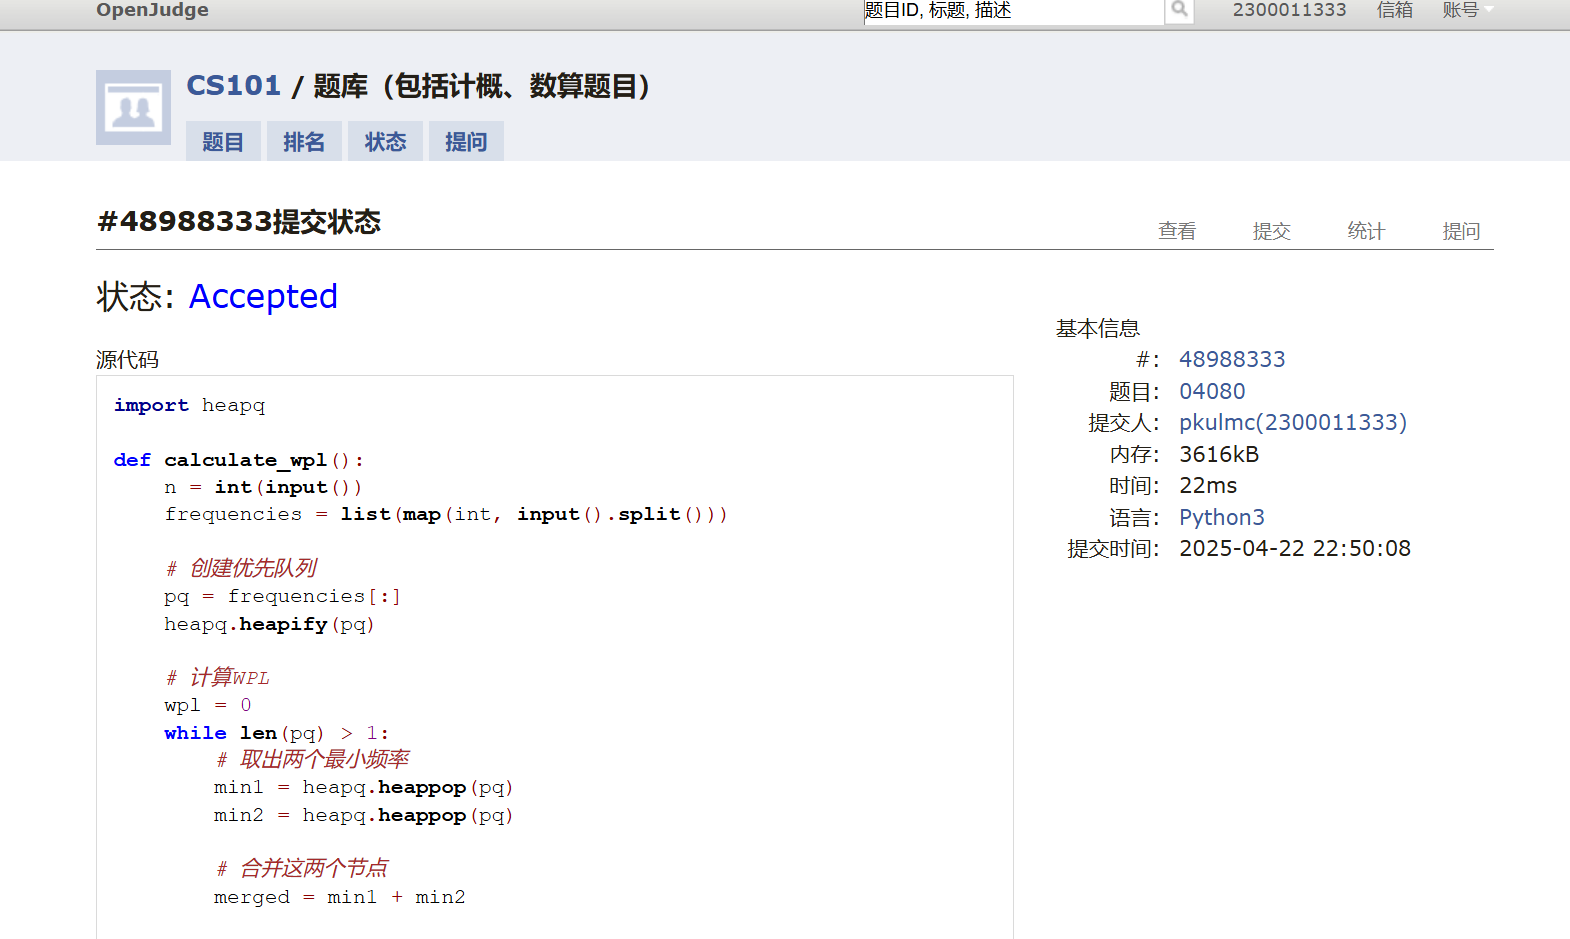 OpenJudge 题目ID, 标题, 描述 2300011333 信箱 账号
CS101 / 题库（包括计概、数算题目）
题目 排名 状态 提问
#48988333提交状态 查看 提交 统计 提问
状态: Accepted
源代码
import heapq
def calculate_wpl():
    n = int(input())
    frequencies = list(map(int, input().split()))
    # 创建优先队列
    pq = frequencies[:]
    heapq.heapify(pq)
    # 计算WPL
    wpl = 0
    while len(pq) > 1:
        # 取出两个最小频率
        min1 = heapq.heappop(pq)
        min2 = heapq.heappop(pq)
        # 合并这两个节点
        merged = min1 + min2
基本信息
#: 48988333
题目: 04080
提交人: pkulmc(2300011333)
内存: 3616kB
时间: 22ms
语言: Python3
提交时间: 2025-04-22 22:50:08